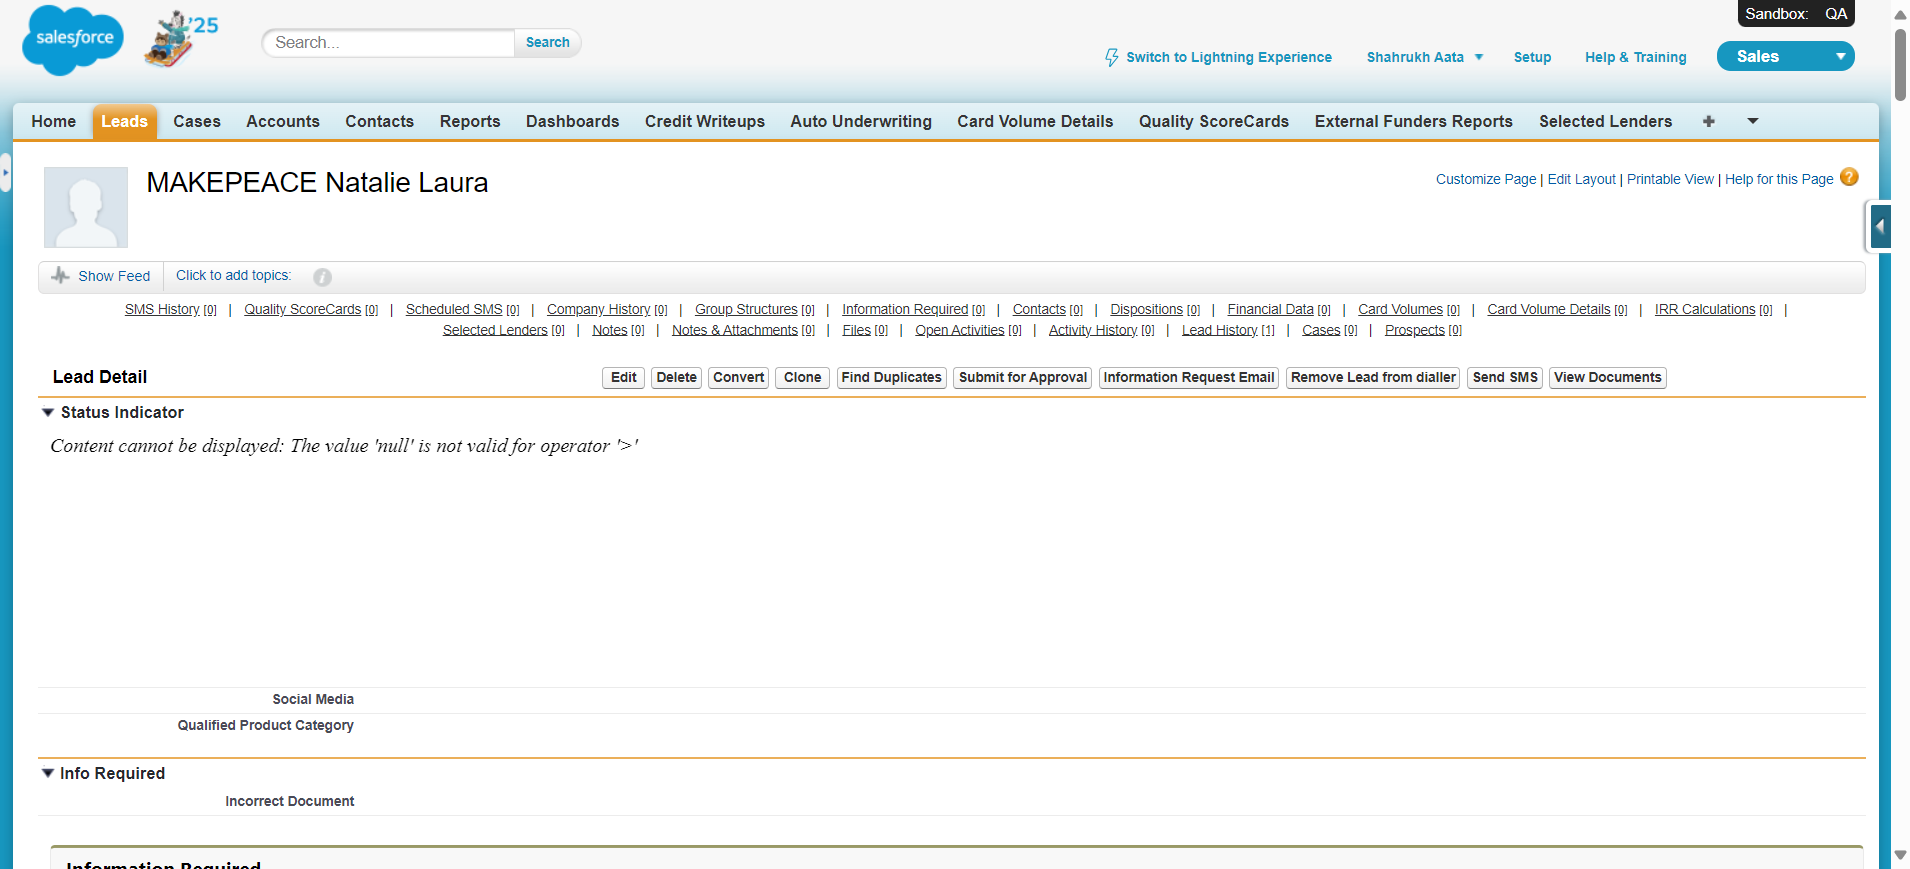 Sandbox: QA
salesforce
'25
Search...
Search
Switch to Lightning Experience
Shahrukh Aata
Setup
Help & Training
Sales
Home Leads Cases Accounts Contacts Reports Dashboards Credit Writeups Auto Underwriting Card Volume Details Quality ScoreCards External Funders Reports Selected Lenders +
MAKEPEACE Natalie Laura
Customize Page | Edit Layout | Printable View | Help for this Page ?
Show Feed
Click to add topics: i
SMS History [0] | Quality ScoreCards [0] | Scheduled SMS [0] | Company History [0] | Group Structures [0] | Information Required [0] | Contacts [0] | Dispositions [0] | Financial Data [0] | Card Volumes [0] | Card Volume Details [0] | IRR Calculations [0] |
Selected Lenders [0] | Notes [0] | Notes & Attachments [0] | Files [0] | Open Activities [0] | Activity History [0] | Lead History [1] | Cases [0] | Prospects [0]
Lead Detail
Edit Delete Convert Clone Find Duplicates Submit for Approval Information Request Email Remove Lead from dialler Send SMS View Documents
Status Indicator
Content cannot be displayed: The value 'null' is not valid for operator '>'
Social Media
Qualified Product Category
Info Required
Incorrect Document
Information Required